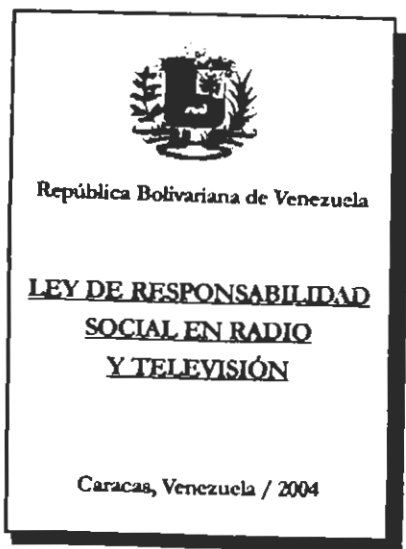 República Bolivariana de Venezuela
LEY DE RESPONSABILIDAD
SOCIAL EN RADIO
Y TELEVISIÓN
Caracas, Venezuela / 2004